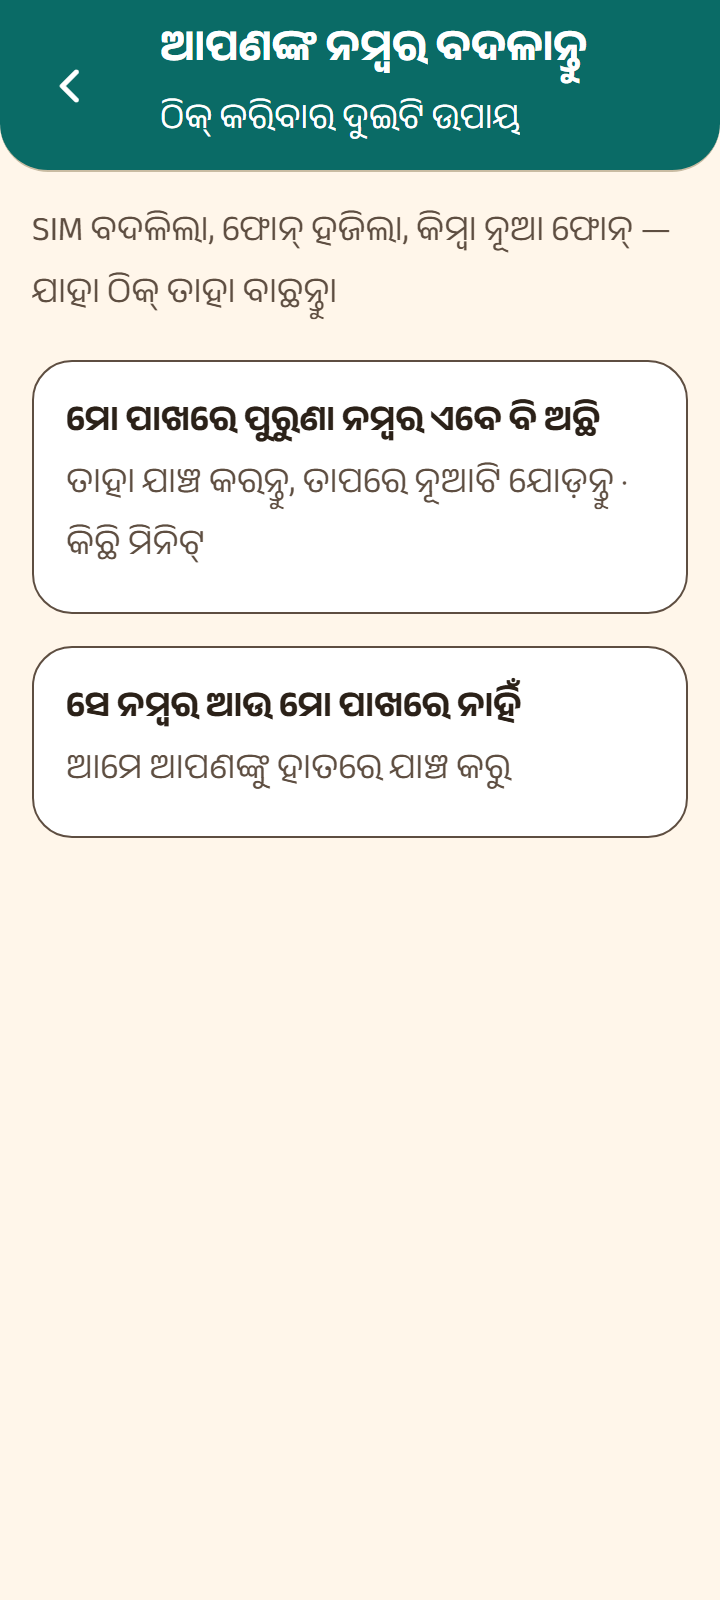 ଆପଣଙ୍କ ନମ୍ବର ବଦଳାନ୍ତୁ
ଠିକ୍ କରିବାର ଦୁଇଟି ଉପାୟ
SIM ବଦଳିଲା, ଫୋନ୍ ହଜିଲା, କିମ୍ବା ନୂଆ ଫୋନ୍ —
ଯାହା ଠିକ୍ ତାହା ବାଛନ୍ତୁ।
ମୋ ପାଖରେ ପୁରୁଣା ନମ୍ବର ଏବେ ବି ଅଛି
ତାହା ଯାଞ୍ଚ କରନ୍ତୁ, ତାପରେ ନୂଆଟି ଯୋଡ଼ନ୍ତୁ ·
କିଛି ମିନିଟ୍
ସେ ନମ୍ବର ଆଉ ମୋ ପାଖରେ ନାହିଁ
ଆମେ ଆପଣଙ୍କୁ ହାତରେ ଯାଞ୍ଚ କରୁ